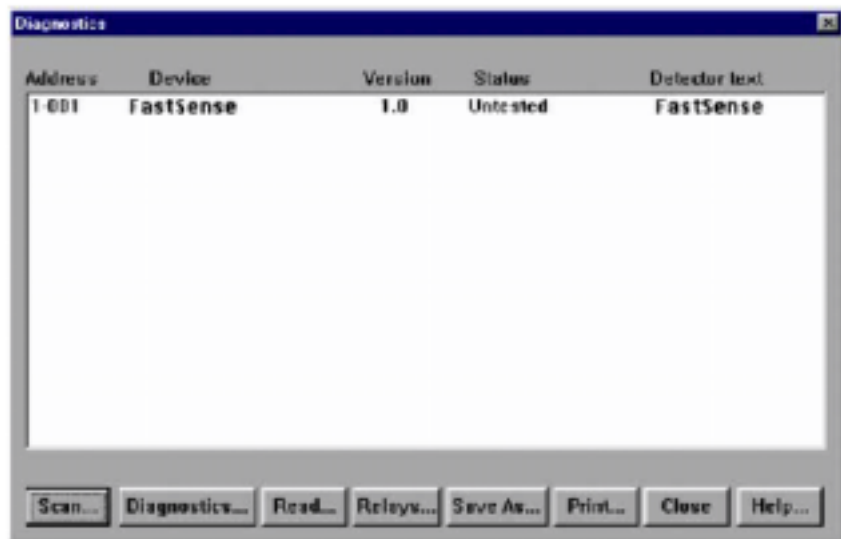 Diagnostics
Address Device Version Status Detector text
1-001 FastSense 1.0 Untested FastSense
Scan... Diagnostics... Read... Relays... Save As... Print... Close Help...